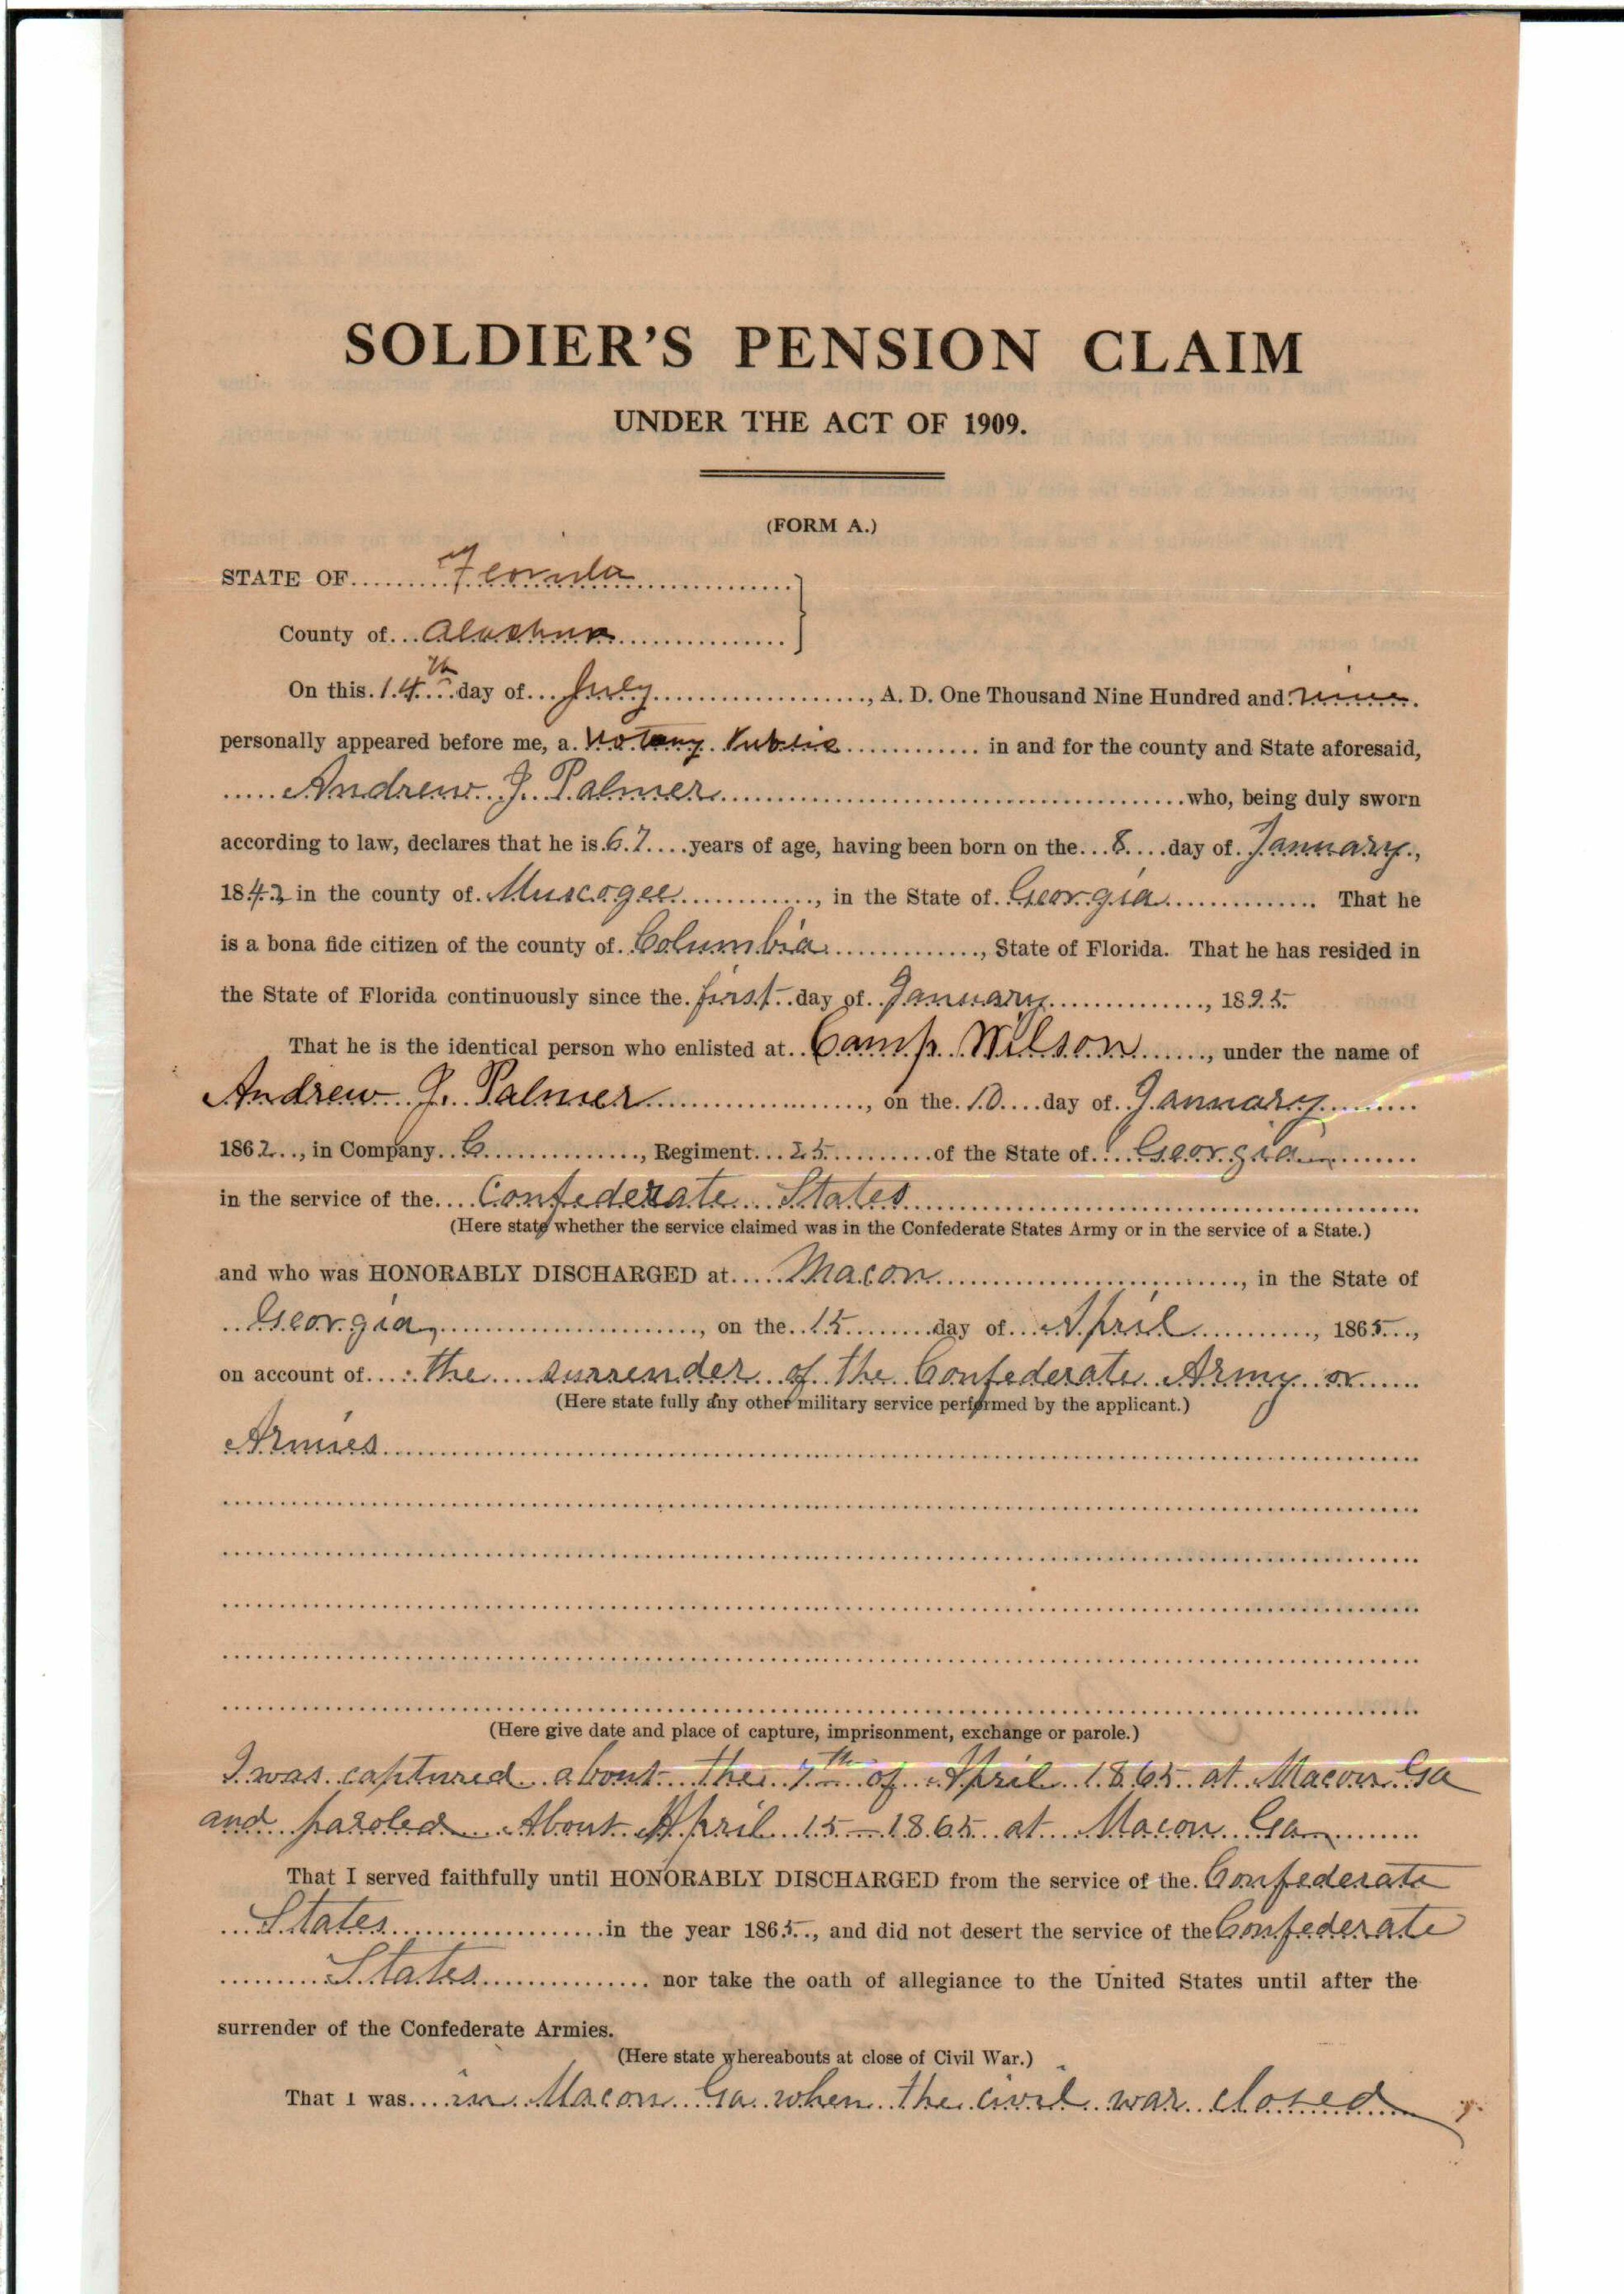 SOLDIER'S PENSION CLAIM
UNDER THE ACT OF 1909.
(FORM A.)
STATE OF Florida
County of Alachua
On this 14th day of July, A. D. One Thousand Nine Hundred and nine
personally appeared before me, a Notary Public in and for the county and State aforesaid,
Andrew J. Palmer who, being duly sworn
according to law, declares that he is 67 years of age, having been born on the 8 day of January,
1842 in the county of Muscogee, in the State of Georgia That he
is a bona fide citizen of the county of Columbia, State of Florida. That he has resided in
the State of Florida continuously since the first day of January, 1895.
That he is the identical person who enlisted at Camp Wilson, under the name of
Andrew J. Palmer, on the 10 day of January
1862, in Company C, Regiment 25 of the State of Georgia
in the service of the Confederate States
(Here state whether the service claimed was in the Confederate States Army or in the service of a State.)
and who was HONORABLY DISCHARGED at Macon, in the State of
Georgia, on the 15 day of April, 1865,
on account of the surrender of the Confederate Army or
(Here state fully any other military service performed by the applicant.)
Armies
(Here give date and place of capture, imprisonment, exchange or parole.)
I was captured about the 7th of April 1865 at Macon Ga
and paroled About April 15 - 1865 at Macon Ga
That I served faithfully until HONORABLY DISCHARGED from the service of the Confederate
States in the year 1865, and did not desert the service of the Confederate
States nor take the oath of allegiance to the United States until after the
surrender of the Confederate Armies.
(Here state whereabouts at close of Civil War.)
That I was in Macon Ga when the civil war closed